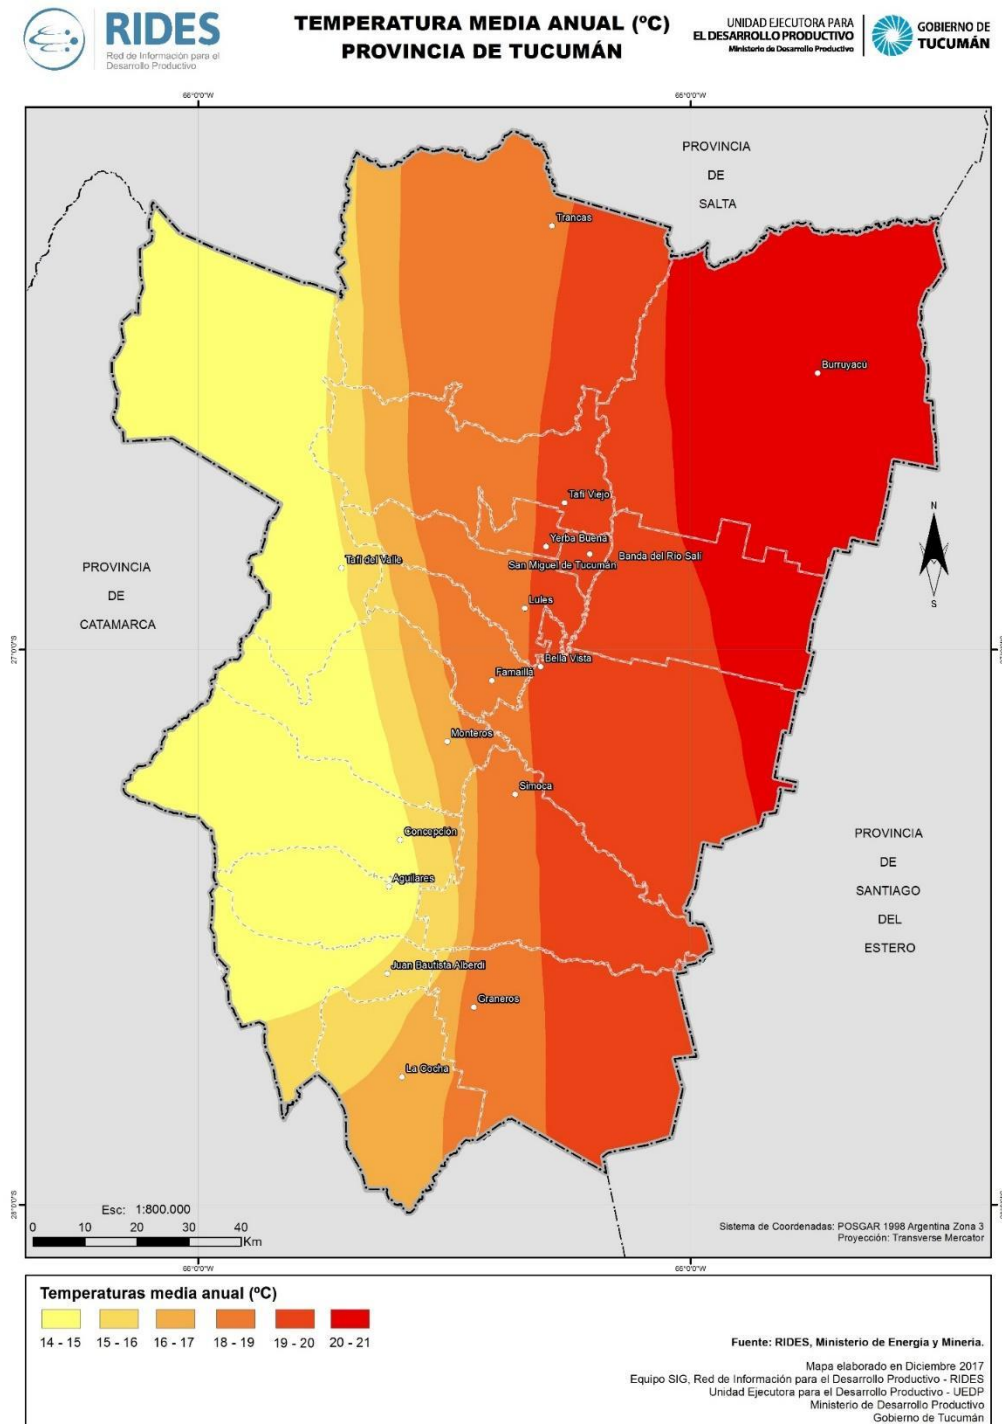 RIDES
Red de Información para el
Desarrollo Productivo
TEMPERATURA MEDIA ANUAL (ºC)
PROVINCIA DE TUCUMÁN
UNIDAD EJECUTORA PARA
EL DESARROLLO PRODUCTIVO
Ministerio de Desarrollo Productivo
GOBIERNO DE
TUCUMÁN
66°0'0"W
65°0'0"W
PROVINCIA
DE
SALTA
Trancas
Burruyacú
Tafí Viejo
Yerba Buena
San Miguel de Tucumán
Banda del Río Salí
Tafí del Valle
N
S
PROVINCIA
DE
CATAMARCA
Lules
27°0'0"S
Bella Vista
Famailla
Monteros
Simoca
Concepción
Aguilares
PROVINCIA
DE
SANTIAGO
DEL
ESTERO
Juan Bautista Alberdi
Graneros
La Cocha
28°0'0"S
Esc: 1:800.000
0 10 20 30 40
Km
Sistema de Coordenadas: POSGAR 1998 Argentina Zona 3
Proyección: Transverse Mercator
66°0'0"W
65°0'0"W
Temperaturas media anual (ºC)
14 - 15 15 - 16 16 - 17 18 - 19 19 - 20 20 - 21
Fuente: RIDES, Ministerio de Energía y Minería.
Mapa elaborado en Diciembre 2017
Equipo SIG, Red de Información para el Desarrollo Productivo - RIDES
Unidad Ejecutora para el Desarrollo Productivo - UEDP
Ministerio de Desarrollo Productivo
Gobierno de Tucumán